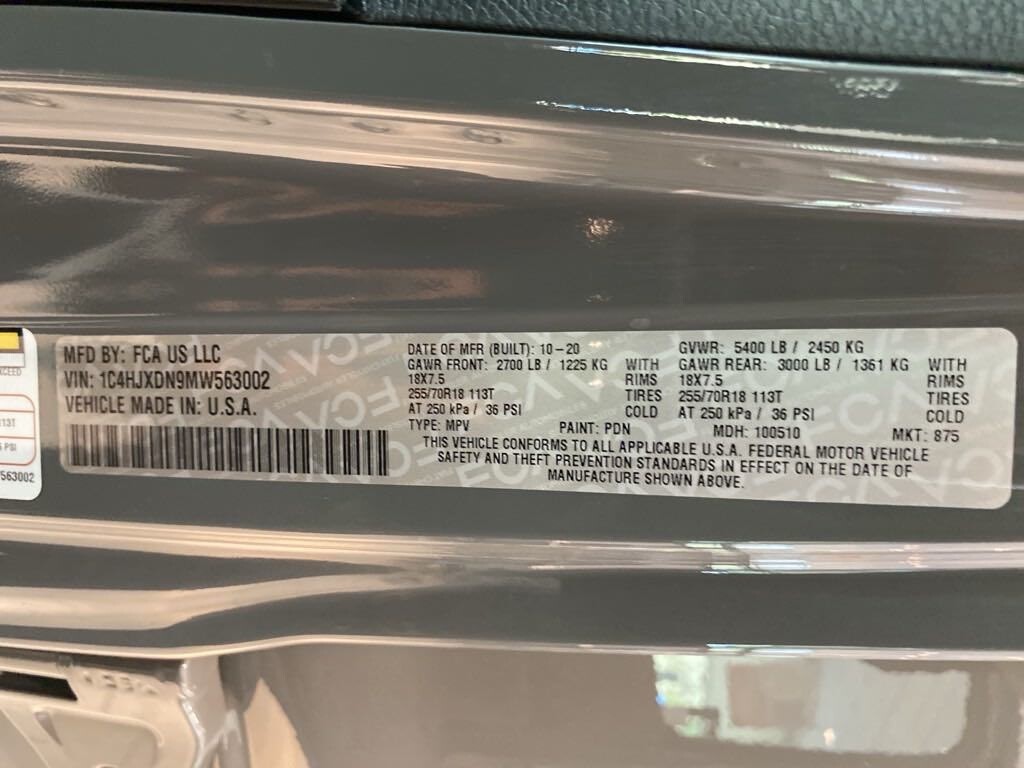 XCEED
113T
PSI
563002
MFD BY: FCA US LLC
VIN: 1C4HJXDN9MW563002
VEHICLE MADE IN: U.S.A.
DATE OF MFR (BUILT): 10-20
GAWR FRONT: 2700 LB / 1225 KG WITH
18X7.5 RIMS
255/70R18 113T TIRES
AT 250 kPa / 36 PSI COLD
TYPE: MPV PAINT: PDN
GVWR: 5400 LB / 2450 KG
GAWR REAR: 3000 LB / 1361 KG WITH
18X7.5 RIMS
255/70R18 113T TIRES
AT 250 kPa / 36 PSI COLD
MDH: 100510 MKT: 875
THIS VEHICLE CONFORMS TO ALL APPLICABLE U.S.A. FEDERAL MOTOR VEHICLE
SAFETY AND THEFT PREVENTION STANDARDS IN EFFECT ON THE DATE OF
MANUFACTURE SHOWN ABOVE.